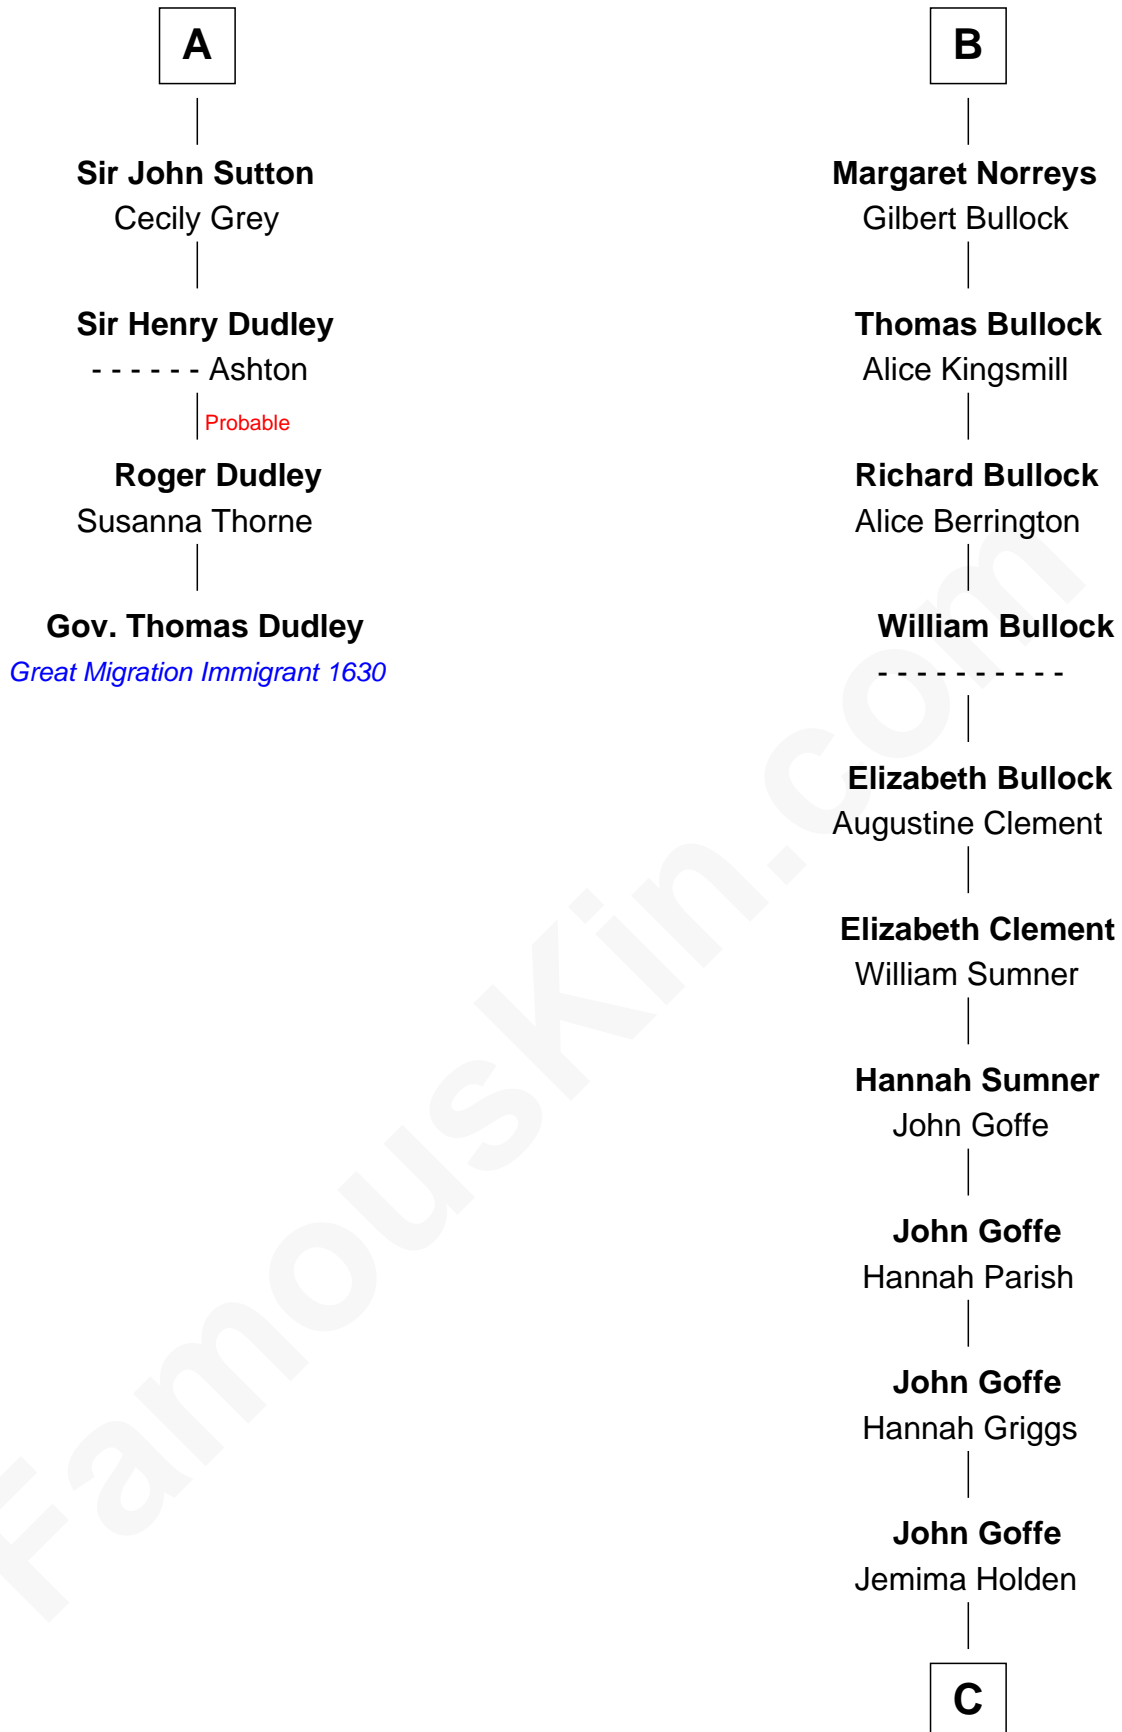 A
Sir John Sutton
Cecily Grey
Sir Henry Dudley
- - - - - - Ashton
Probable
Roger Dudley
Susanna Thorne
Gov. Thomas Dudley
Great Migration Immigrant 1630
B
Margaret Norreys
Gilbert Bullock
Thomas Bullock
Alice Kingsmill
Richard Bullock
Alice Berrington
William Bullock
- - - - - - - - - -
Elizabeth Bullock
Augustine Clement
Elizabeth Clement
William Sumner
Hannah Sumner
John Goffe
John Goffe
Hannah Parish
John Goffe
Hannah Griggs
John Goffe
Jemima Holden
C
FamousKin.com